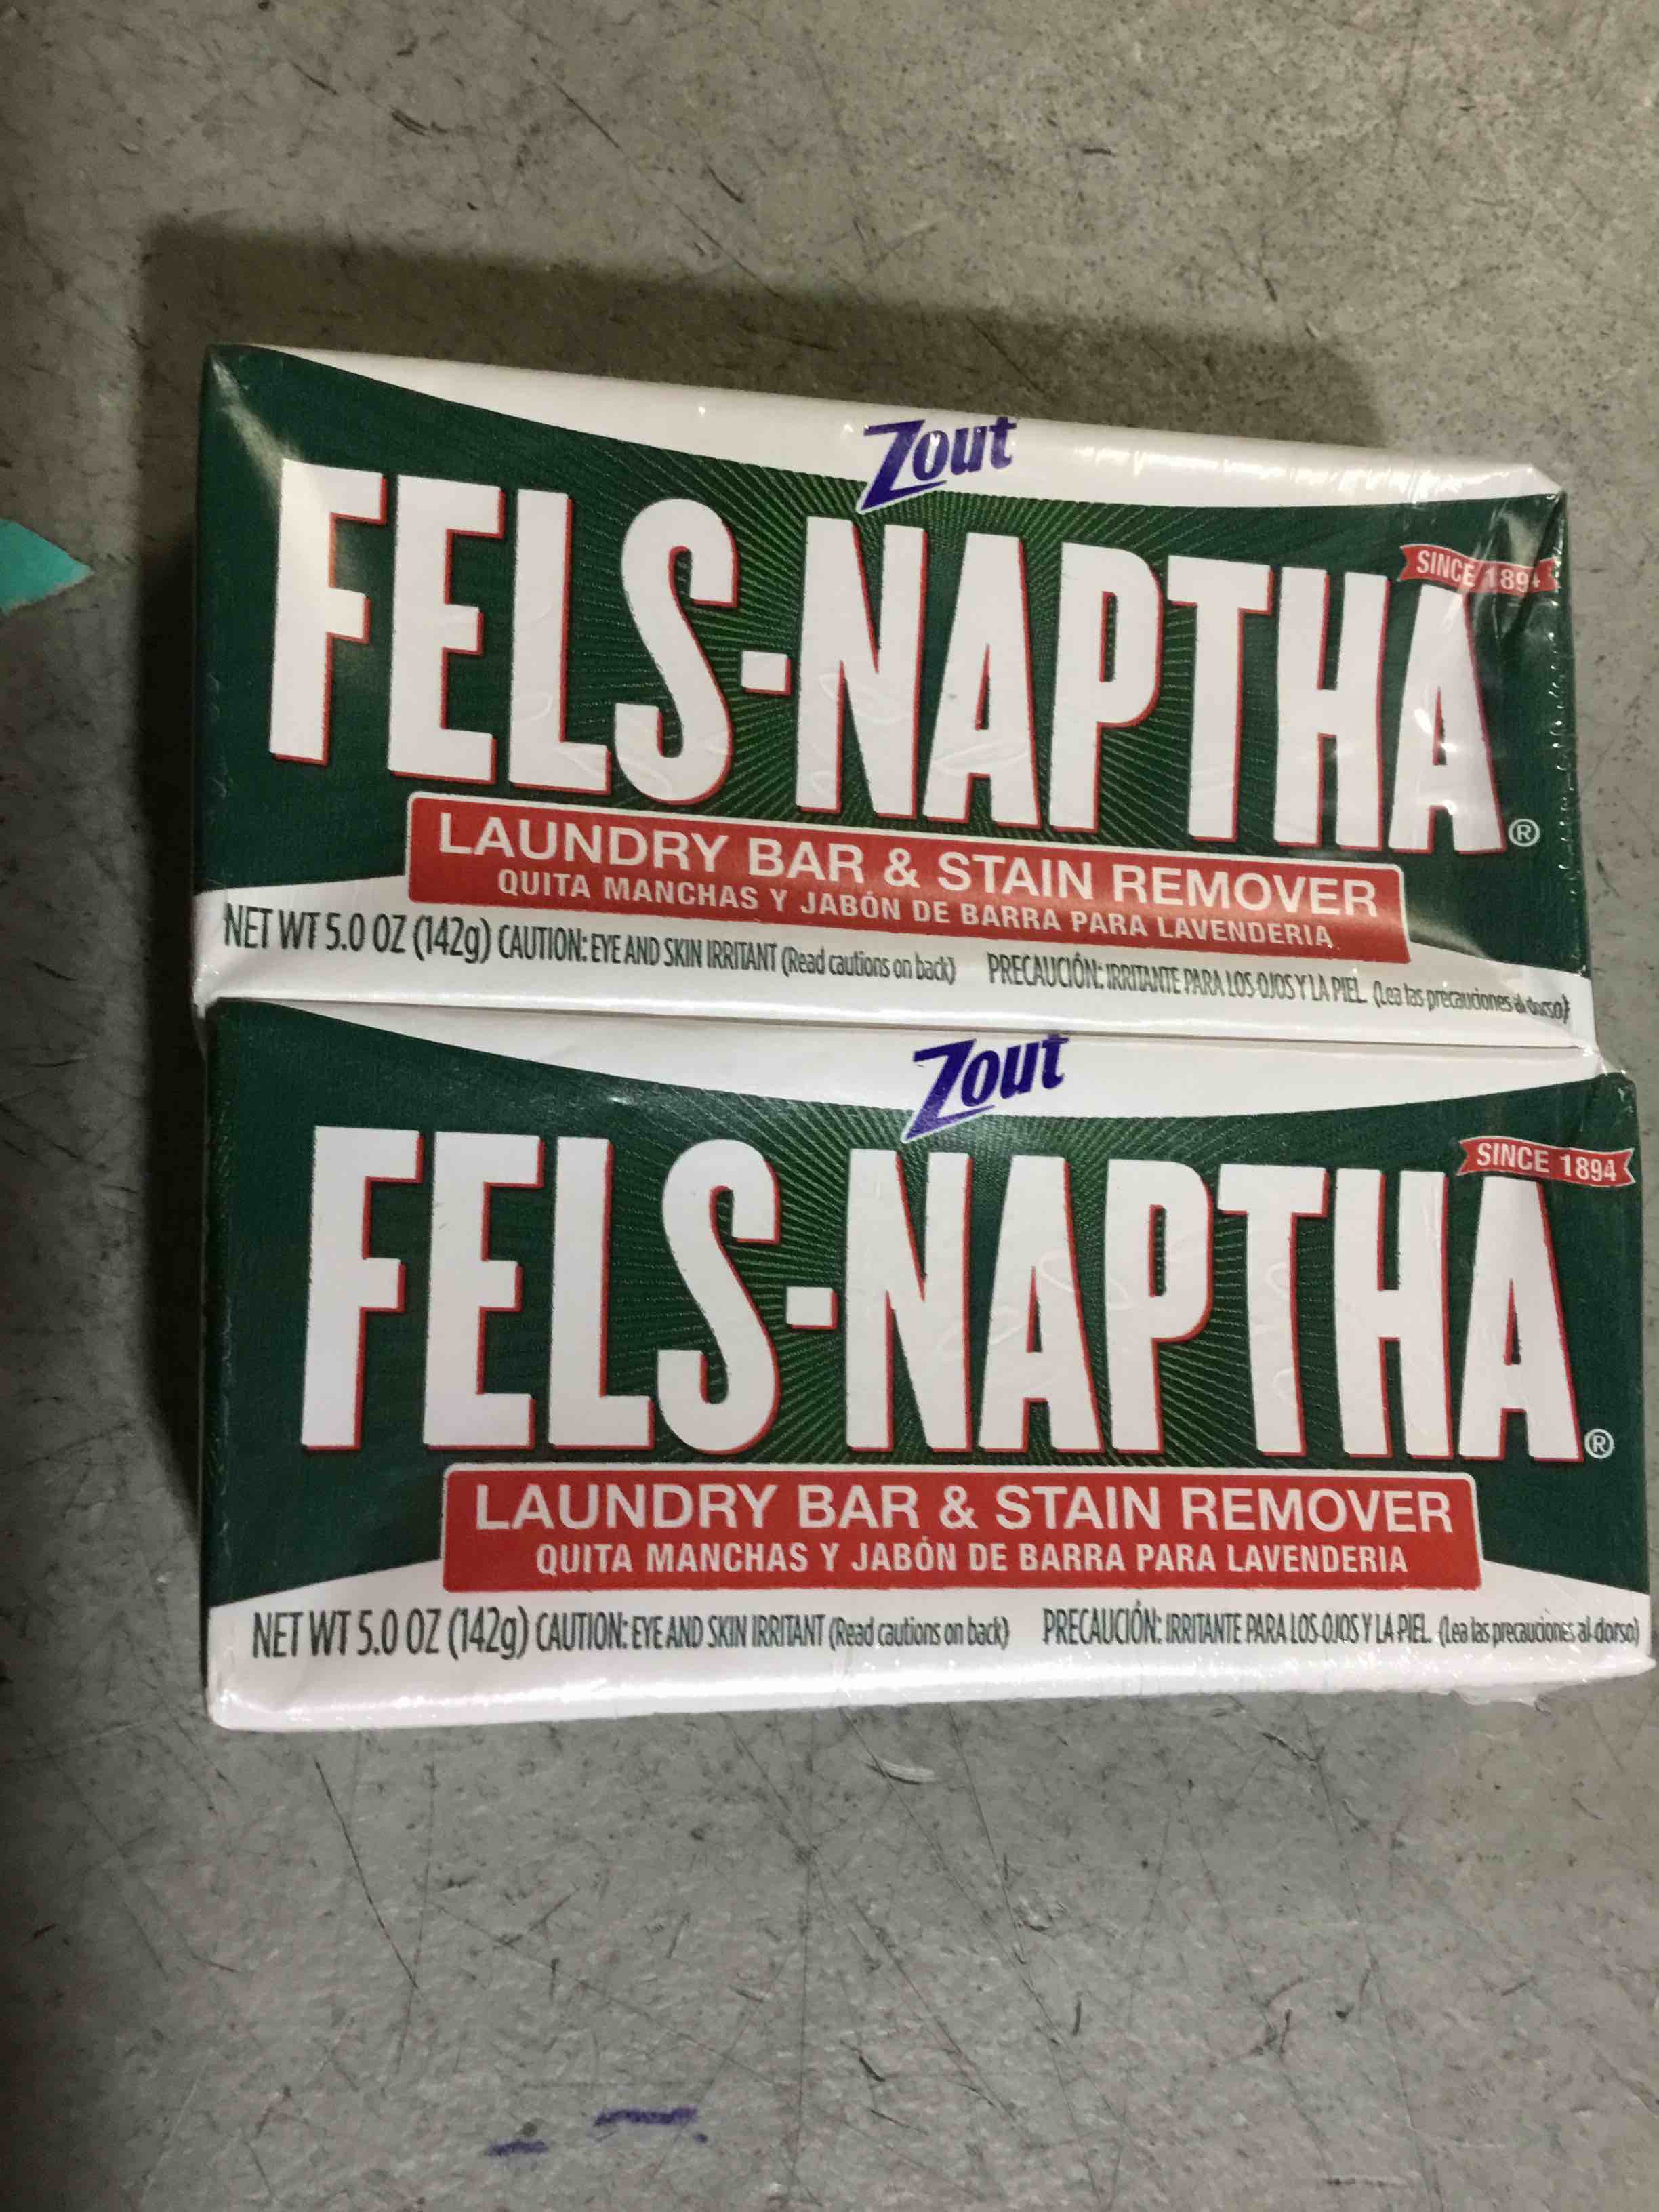 Zout
SINCE 1894
FELS-NAPTHA®
LAUNDRY BAR & STAIN REMOVER
QUITA MANCHAS Y JABÓN DE BARRA PARA LAVENDERIA
NET WT 5.0 OZ (142g) CAUTION: EYE AND SKIN IRRITANT (Read cautions on back) PRECAUCIÓN: IRRITANTE PARA LOS OJOS Y LA PIEL. (Lea las precauciones al dorso)
Zout
SINCE 1894
FELS-NAPTHA®
LAUNDRY BAR & STAIN REMOVER
QUITA MANCHAS Y JABÓN DE BARRA PARA LAVENDERIA
NET WT 5.0 OZ (142g) CAUTION: EYE AND SKIN IRRITANT (Read cautions on back) PRECAUCIÓN: IRRITANTE PARA LOS OJOS Y LA PIEL. (Lea las precauciones al dorso)